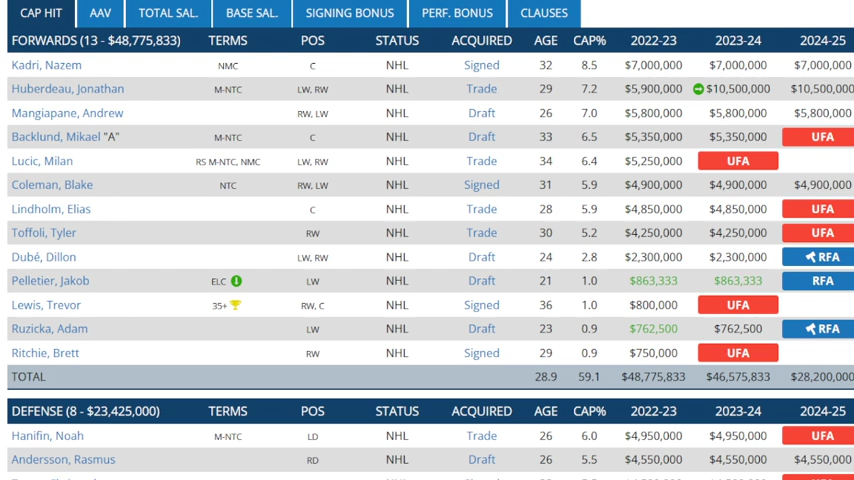 CAP HIT AAV TOTAL SAL. BASE SAL. SIGNING BONUS PERF. BONUS CLAUSES
FORWARDS (13 - $48,775,833) TERMS POS STATUS ACQUIRED AGE CAP% 2022-23 2023-24 2024-25
Kadri, Nazem NMC C NHL Signed 32 8.5 $7,000,000 $7,000,000 $7,000,000
Huberdeau, Jonathan M-NTC LW, RW NHL Trade 29 7.2 $5,900,000 $10,500,000 $10,500,000
Mangiapane, Andrew RW, LW NHL Draft 26 7.0 $5,800,000 $5,800,000 $5,800,000
Backlund, Mikael "A" M-NTC C NHL Draft 33 6.5 $5,350,000 $5,350,000 UFA
Lucic, Milan RS M-NTC, NMC LW, RW NHL Trade 34 6.4 $5,250,000 UFA
Coleman, Blake NTC RW, LW NHL Signed 31 5.9 $4,900,000 $4,900,000 $4,900,000
Lindholm, Elias C NHL Trade 28 5.9 $4,850,000 $4,850,000 UFA
Toffoli, Tyler RW NHL Trade 30 5.2 $4,250,000 $4,250,000 UFA
Dubé, Dillon LW, RW NHL Draft 24 2.8 $2,300,000 $2,300,000 RFA
Pelletier, Jakob ELC LW NHL Draft 21 1.0 $863,333 $863,333 RFA
Lewis, Trevor 35+ RW, C NHL Signed 36 1.0 $800,000 UFA
Ruzicka, Adam LW NHL Draft 23 0.9 $762,500 $762,500 RFA
Ritchie, Brett RW NHL Signed 29 0.9 $750,000 UFA
TOTAL 28.9 59.1 $48,775,833 $46,575,833 $28,200,000
DEFENSE (8 - $23,425,000) TERMS POS STATUS ACQUIRED AGE CAP% 2022-23 2023-24 2024-25
Hanifin, Noah M-NTC LD NHL Trade 26 6.0 $4,950,000 $4,950,000 UFA
Andersson, Rasmus RD NHL Draft 26 5.5 $4,550,000 $4,550,000 $4,550,000